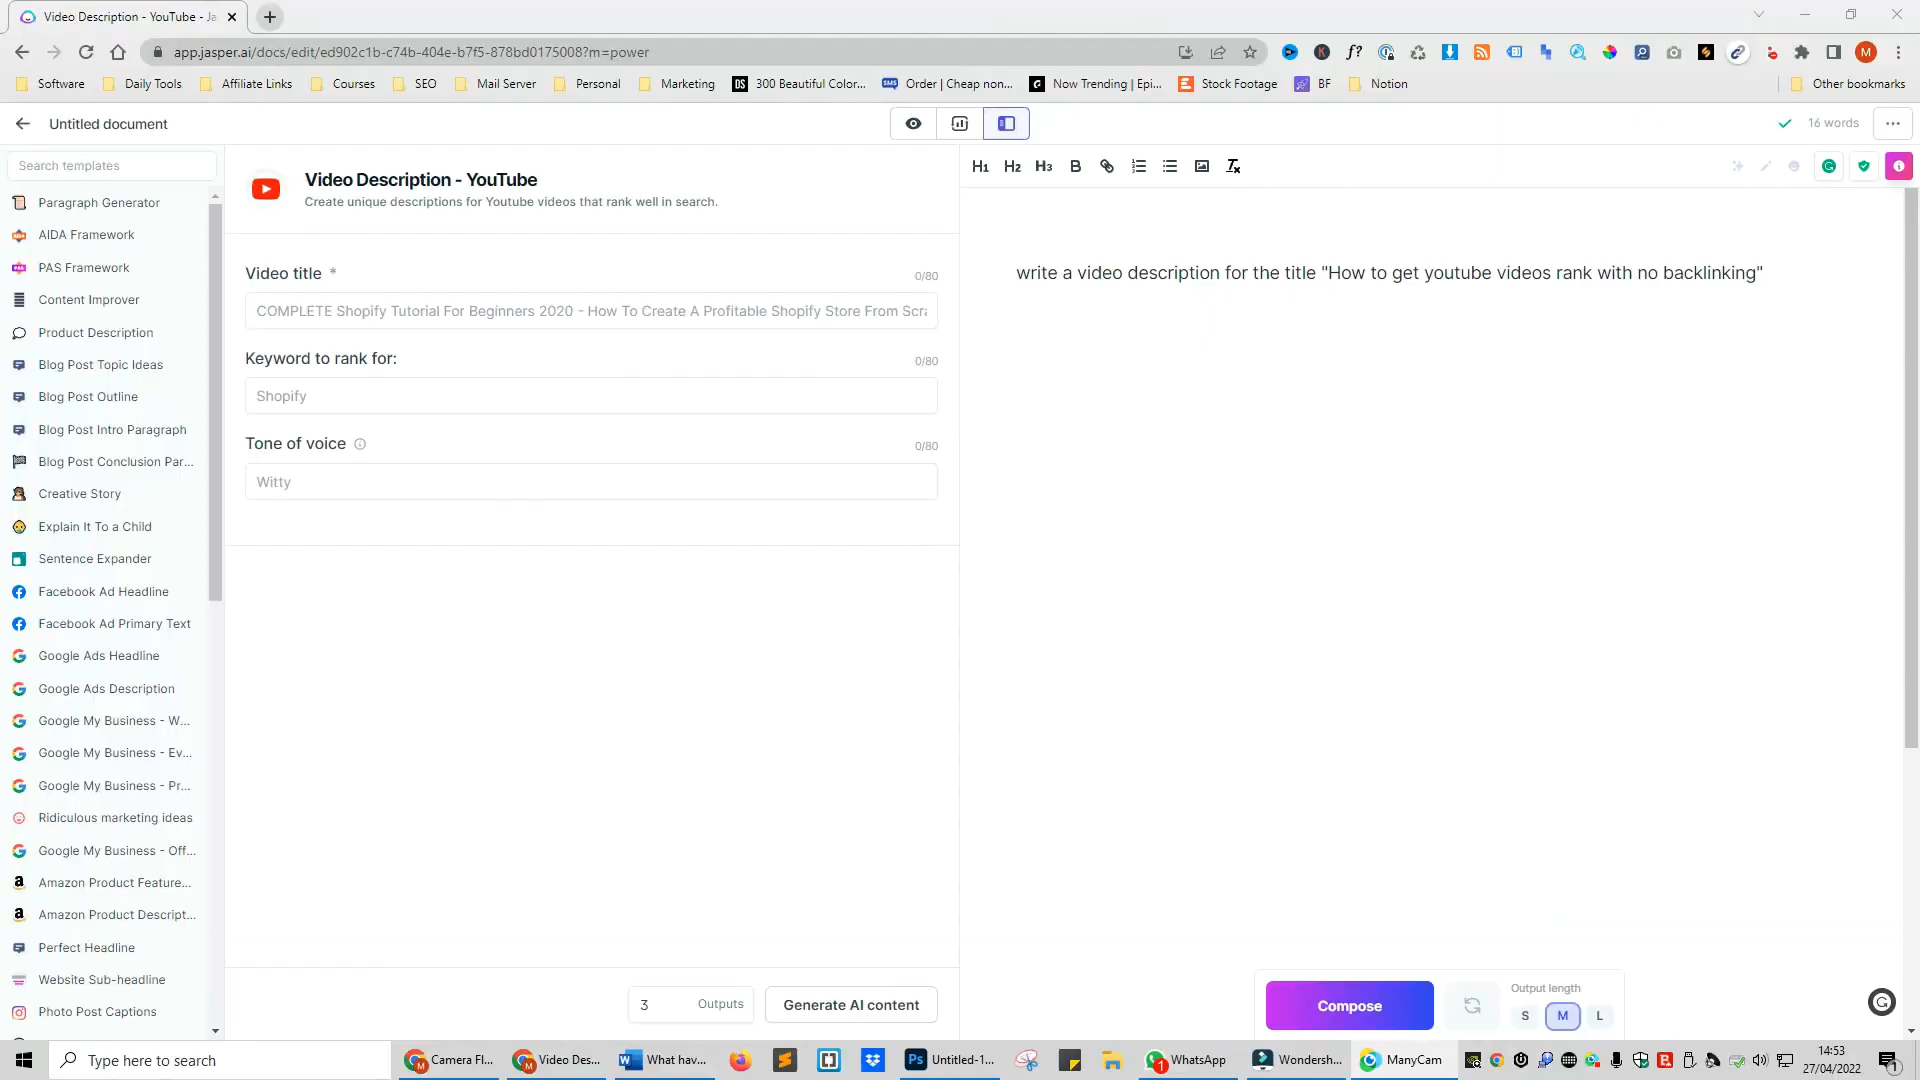 Video Description - YouTube - Ja
app.jasper.ai/docs/edit/ed902c1b-c74b-404e-b7f5-878bd0175008?m=power
Software
Daily Tools
Affiliate Links
Courses
SEO
Mail Server
Personal
Marketing
DS 300 Beautiful Color...
SMS Order | Cheap non...
Now Trending | Epi...
Stock Footage
BF
Notion
Other bookmarks
Untitled document
16 words
Search templates
Paragraph Generator
AIDA Framework
PAS Framework
Content Improver
Product Description
Blog Post Topic Ideas
Blog Post Outline
Blog Post Intro Paragraph
Blog Post Conclusion Par...
Creative Story
Explain It To a Child
Sentence Expander
Facebook Ad Headline
Facebook Ad Primary Text
Google Ads Headline
Google Ads Description
Google My Business - W...
Google My Business - Ev...
Google My Business - Pr...
Ridiculous marketing ideas
Google My Business - Off...
Amazon Product Feature...
Amazon Product Descript...
Perfect Headline
Website Sub-headline
Photo Post Captions
Video Description - YouTube
Create unique descriptions for Youtube videos that rank well in search.
Video title *
0/80
COMPLETE Shopify Tutorial For Beginners 2020 - How To Create A Profitable Shopify Store From Scra
Keyword to rank for:
0/80
Shopify
Tone of voice
0/80
Witty
3 Outputs
Generate AI content
H1 H2 H3 B
write a video description for the title "How to get youtube videos rank with no backlinking"
Compose
Output length
S M L
Type here to search
Camera Fl...
Video Des...
What hav...
Ps Untitled-1...
1 WhatsApp
Wondersh...
ManyCam
14:53
27/04/2022
1